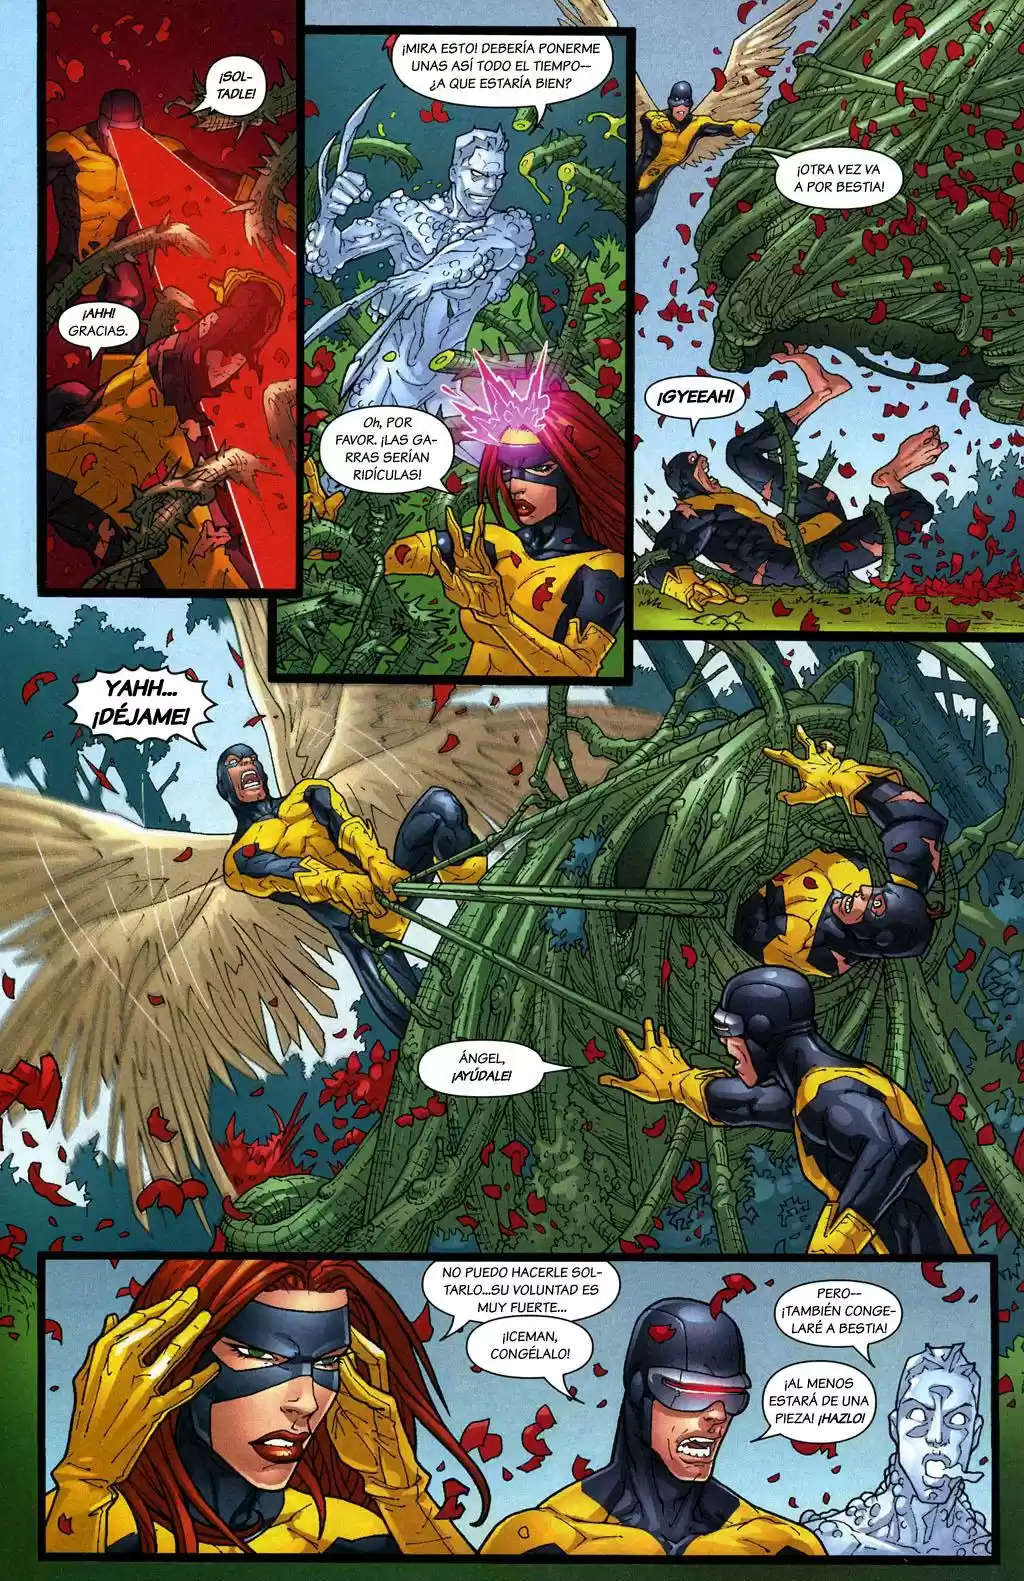 ¡SOL-
TADLE!
¡AHH!
GRACIAS.
¡MIRA ESTO! DEBERÍA PONERME
UNAS ASÍ TODO EL TIEMPO--
¿A QUE ESTARÍA BIEN?
OH, POR
FAVOR. ¡LAS GA-
RRAS SERÍAN
RIDÍCULAS!
¡OTRA VEZ VA
A POR BESTIA!
¡GYEEAH!
YAHH...
¡DÉJAME!
ÁNGEL,
¡AYÚDALE!
NO PUEDO HACERLE SOL-
TARLO...SU VOLUNTAD ES
MUY FUERTE...
¡ICEMAN,
CONGÉLALO!
PERO--
¡TAMBIÉN CONGE-
LARÉ A BESTIA!
¡AL MENOS
ESTARÁ DE UNA
PIEZA! ¡HAZLO!